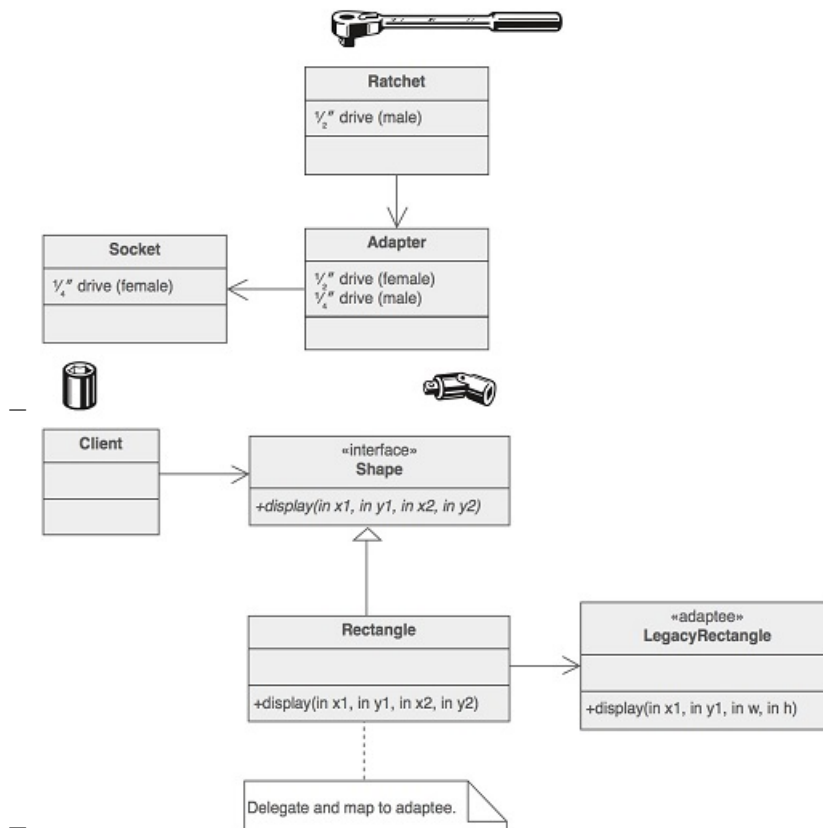 Ratchet
½″ drive (male)
Socket
¼″ drive (female)
Adapter
½″ drive (female)
¼″ drive (male)
Client
«interface»
Shape
+display(in x1, in y1, in x2, in y2)
Rectangle
+display(in x1, in y1, in x2, in y2)
«adaptee»
LegacyRectangle
+display(in x1, in y1, in w, in h)
Delegate and map to adaptee.